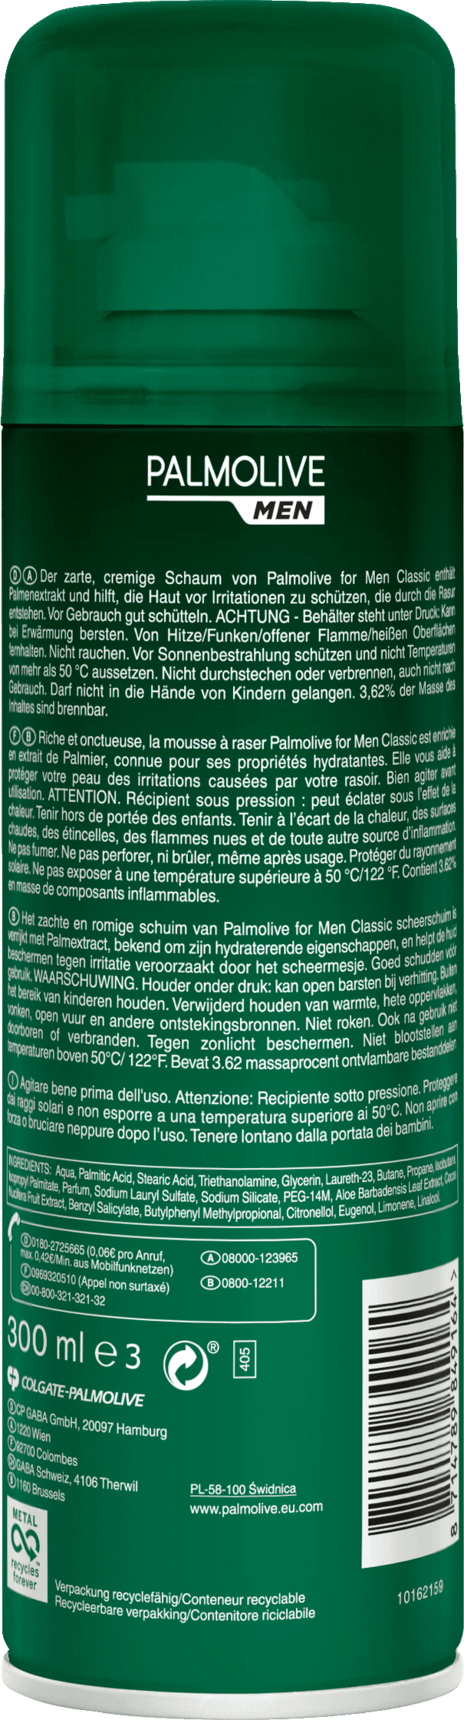 PALMOLIVE
MEN
D A Der zarte, cremige Schaum von Palmolive for Men Classic enthält
Palmenextrakt und hilft, die Haut vor Irritationen zu schützen, die durch die Rasur
entstehen. Vor Gebrauch gut schütteln. ACHTUNG - Behälter steht unter Druck: Kann
bei Erwärmung bersten. Von Hitze/Funken/offener Flamme/heißen Oberflächen
fernhalten. Nicht rauchen. Vor Sonnenbestrahlung schützen und nicht Temperaturen
von mehr als 50 °C aussetzen. Nicht durchstechen oder verbrennen, auch nicht nach
Gebrauch. Darf nicht in die Hände von Kindern gelangen. 3,62% der Masse des
Inhaltes sind brennbar.
F B Riche et onctueuse, la mousse à raser Palmolive for Men Classic est enrichie
en extrait de Palmier, connue pour ses propriétés hydratantes. Elle vous aide à
protéger votre peau des irritations causées par votre rasoir. Bien agiter avant
utilisation. ATTENTION. Récipient sous pression : peut éclater sous l'effet de la
chaleur. Tenir hors de portée des enfants. Tenir à l'écart de la chaleur, des surfaces
chaudes, des étincelles, des flammes nues et de toute autre source d'inflammation.
Ne pas fumer. Ne pas perforer, ni brûler, même après usage. Protéger du rayonnement
solaire. Ne pas exposer à une température supérieure à 50 °C/122 °F. Contient 3.62%
en masse de composants inflammables.
B Het zachte en romige schuim van Palmolive for Men Classic scheerschuim is
verrijkt met Palmextract, bekend om zijn hydraterende eigenschappen, en helpt de huid
beschermen tegen irritatie veroorzaakt door het scheermesje. Goed schudden vóór
gebruik. WAARSCHUWING. Houder onder druk: kan open barsten bij verhitting. Buiten
het bereik van kinderen houden. Verwijderd houden van warmte, hete oppervlakken,
vonken, open vuur en andere ontstekingsbronnen. Niet roken. Ook na gebruik niet
doorboren of verbranden. Tegen zonlicht beschermen. Niet blootstellen aan
temperaturen boven 50°C/ 122°F. Bevat 3.62 massaprocent ontvlambare bestanddelen
I Agitare bene prima dell'uso. Attenzione: Recipiente sotto pressione. Proteggere
dai raggi solari e non esporre a una temperatura superiore ai 50°C. Non aprire con
forza o bruciare neppure dopo l'uso. Tenere lontano dalla portata dei bambini.
INGREDIENTS: Aqua, Palmitic Acid, Stearic Acid, Triethanolamine, Glycerin, Laureth-23, Butane, Propane, Isobutane,
Isopropyl Palmitate, Parfum, Sodium Lauryl Sulfate, Sodium Silicate, PEG-14M, Aloe Barbadensis Leaf Extract, Cocos
Nucifera Fruit Extract, Benzyl Salicylate, Butylphenyl Methylpropional, Citronellol, Eugenol, Limonene, Linalool.
D 0180-2725665 (0,06€ pro Anruf,
max. 0,42€/Min. aus Mobilfunknetzen)
F 0969320510 (Appel non surtaxé)
CH 00-800-321-321-32
A 08000-123965
B 0800-12211
300 ml e 3
®
405
COLGATE-PALMOLIVE
D CP GABA GmbH, 20097 Hamburg
A 1220 Wien
F 92700 Colombes
CH GABA Schweiz, 4106 Therwil
B 1160 Brussels
PL-58-100 Świdnica
www.palmolive.eu.com
8 714789 849164 >
METAL
recycles
forever
Verpackung recyclefähig/Conteneur recyclable
Recycleerbare verpakking/Contenitore riciclabile
10162159